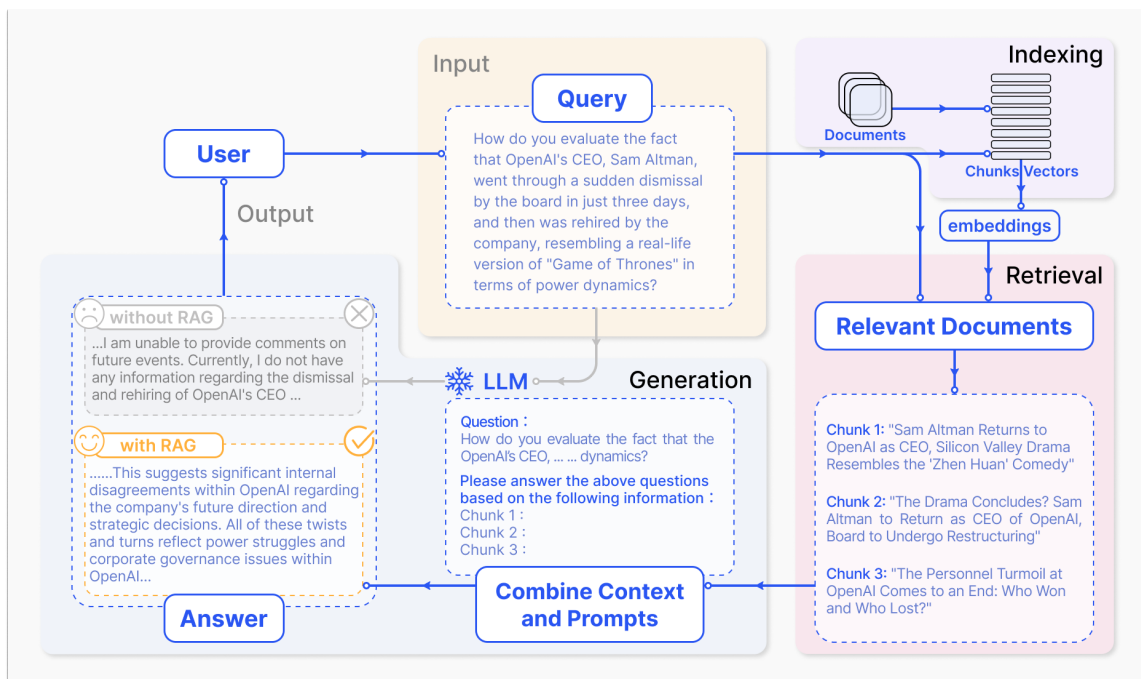 Input
Query
How do you evaluate the fact
that OpenAI's CEO, Sam Altman,
went through a sudden dismissal
by the board in just three days,
and then was rehired by the
company, resembling a real-life
version of "Game of Thrones" in
terms of power dynamics?
Indexing
Documents
Chunks Vectors
embeddings
User
Output
Retrieval
Relevant Documents
Chunk 1: "Sam Altman Returns to
OpenAI as CEO, Silicon Valley Drama
Resembles the 'Zhen Huan' Comedy"
Chunk 2: "The Drama Concludes? Sam
Altman to Return as CEO of OpenAI,
Board to Undergo Restructuring"
Chunk 3: "The Personnel Turmoil at
OpenAI Comes to an End: Who Won
and Who Lost?"
LLM
Generation
Question：
How do you evaluate the fact that the
OpenAI's CEO, ... ... dynamics?
Please answer the above questions
based on the following information：
Chunk 1：
Chunk 2：
Chunk 3：
Combine Context
and Prompts
without RAG
...I am unable to provide comments on
future events. Currently, I do not have
any information regarding the dismissal
and rehiring of OpenAI's CEO ...
with RAG
......This suggests significant internal
disagreements within OpenAI regarding
the company's future direction and
strategic decisions. All of these twists
and turns reflect power struggles and
corporate governance issues within
OpenAI...
Answer